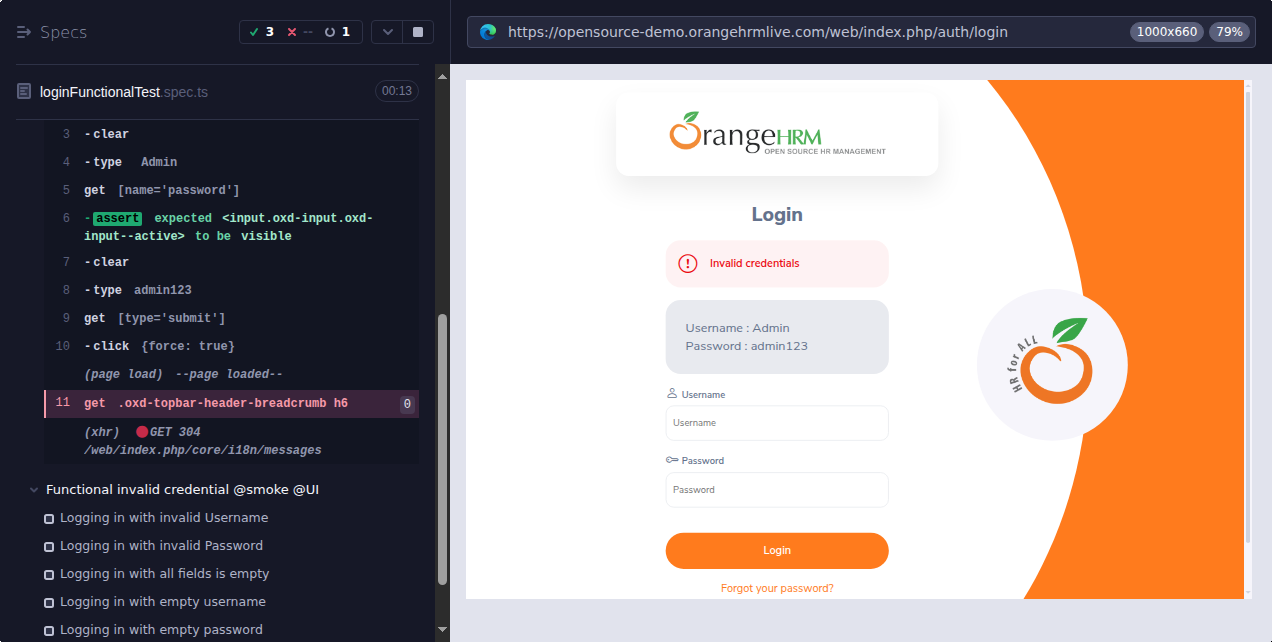 Specs
3
--
1
https://opensource-demo.orangehrmlive.com/web/index.php/auth/login
1000x660
79%
loginFunctionalTest.spec.ts
00:13
3 -clear
4 -type Admin
5 get [name='password']
6 -assert expected <input.oxd-input.oxd-
input--active> to be visible
7 -clear
8 -type admin123
9 get [type='submit']
10 -click {force: true}
(page load) --page loaded--
11 get .oxd-topbar-header-breadcrumb h6 0
(xhr) GET 304
/web/index.php/core/i18n/messages
Functional invalid credential @smoke @UI
Logging in with invalid Username
Logging in with invalid Password
Logging in with all fields is empty
Logging in with empty username
Logging in with empty password
OrangeHRM
OPEN SOURCE HR MANAGEMENT
Login
Invalid credentials
Username : Admin
Password : admin123
Username
Username
Password
Password
Login
Forgot your password?
HR for ALL